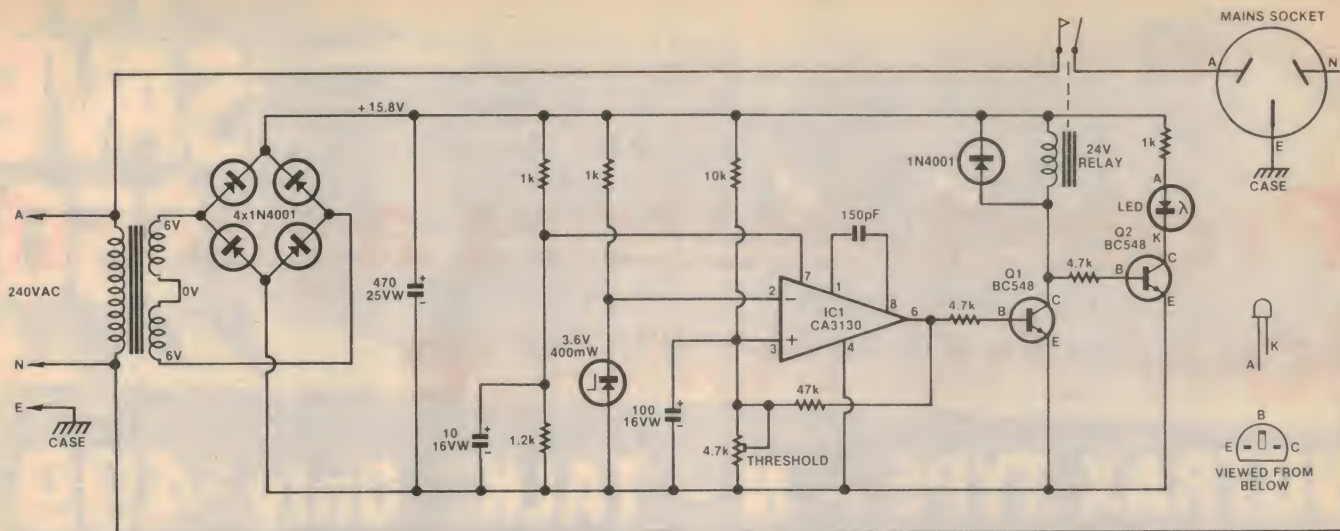 MAINS SOCKET
A
N
E
CASE
+ 15.8V
1k
1k
10k
1N4001
24V
RELAY
1k
A
LED
λ
K
A
6V
4x1N4001
240VAC
0V
470
25VW
+
-
150pF
7
1
2
-
8
IC1
CA3130
6
4.7k
Q1
BC548
B
C
E
4.7k
Q2
BC548
B
C
E
3
+
4
3.6V
400mW
N
6V
E
CASE
10
16VW
+
-
1.2k
100
16VW
+
-
47k
4.7k
THRESHOLD
K
A
B
E
C
VIEWED FROM
BELOW